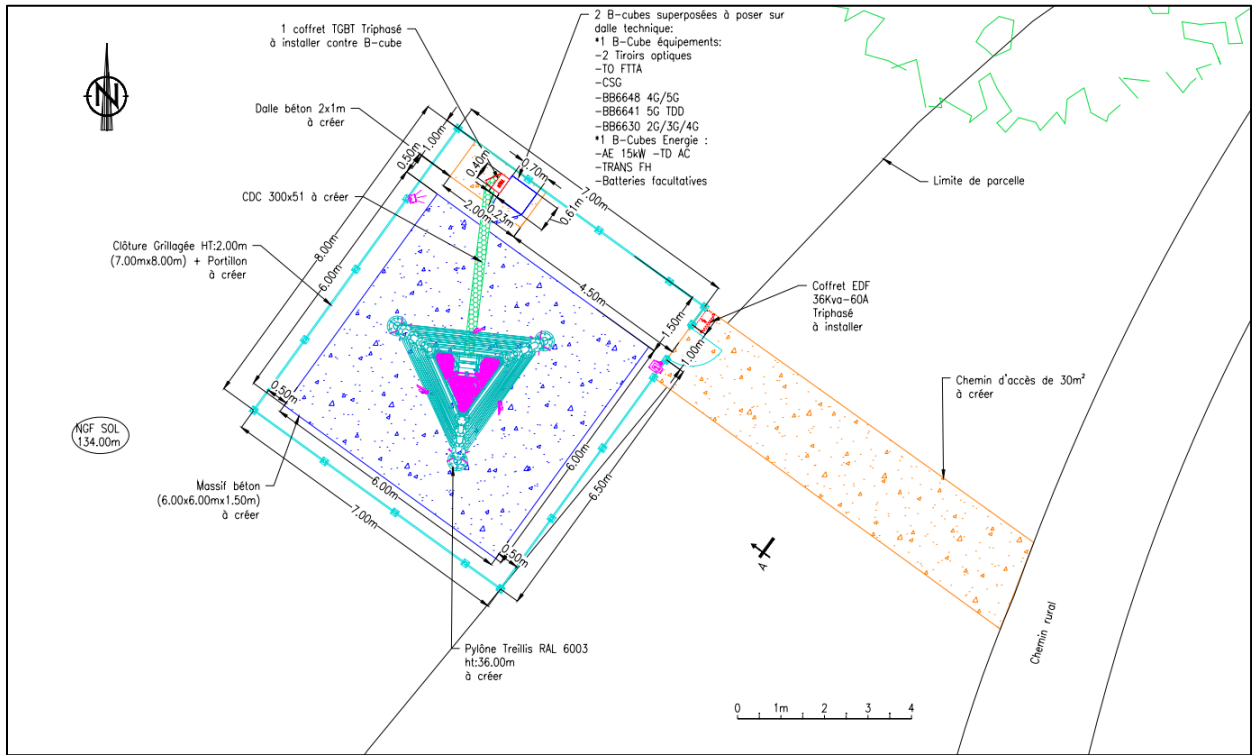 N
1 coffret TGBT Triphasé
à installer contre B-cube
2 B-cubes superposées à poser sur
dalle technique:
*1 B-Cube équipements:
-2 Tiroirs optiques
-TO FTTA
-CSG
-BB6648 4G/5G
-BB6641 5G TDD
-BB6630 2G/3G/4G
*1 B-Cubes Energie :
-AE 15kW -TD AC
-TRANS FH
-Batteries facultatives
Dalle béton 2x1m
à créer
1.00m
0.50m
0.40m
0.70m
7.00m
2.00m
0.23m
0.61m
Limite de parcelle
CDC 300x51 à créer
Clôture Grillagée HT:2.00m
(7.00mx8.00m) + Portillon
à créer
8.00m
6.00m
4.50m
1.50m
1.00m
Coffret EDF
36Kva-60A
Triphasé
à installer
Chemin d'accès de 30m²
à créer
0.50m
NGF SOL
134.00m
Massif béton
(6.00x6.00mx1.50m)
à créer
6.00m
7.00m
6.00m
6.50m
0.50m
A
Pylône Treillis RAL 6003
ht:36.00m
à créer
Chemin rural
0 1m 2 3 4